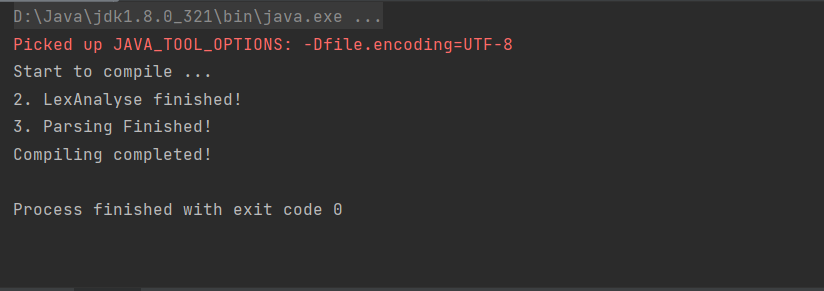 D:\Java\jdk1.8.0_321\bin\java.exe ...
Picked up JAVA_TOOL_OPTIONS: -Dfile.encoding=UTF-8
Start to compile ...
2. LexAnalyse finished!
3. Parsing Finished!
Compiling completed!
Process finished with exit code 0